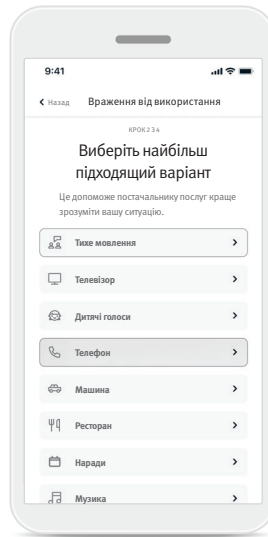 9:41
Назад Враження від використання
КРОК 2 З 4
Виберіть найбільш
підходящий варіант
Це допоможе постачальнику послуг краще
зрозуміти вашу ситуацію.
Тихе мовлення
Телевізор
Дитячі голоси
Телефон
Машина
Ресторан
Наради
Музика